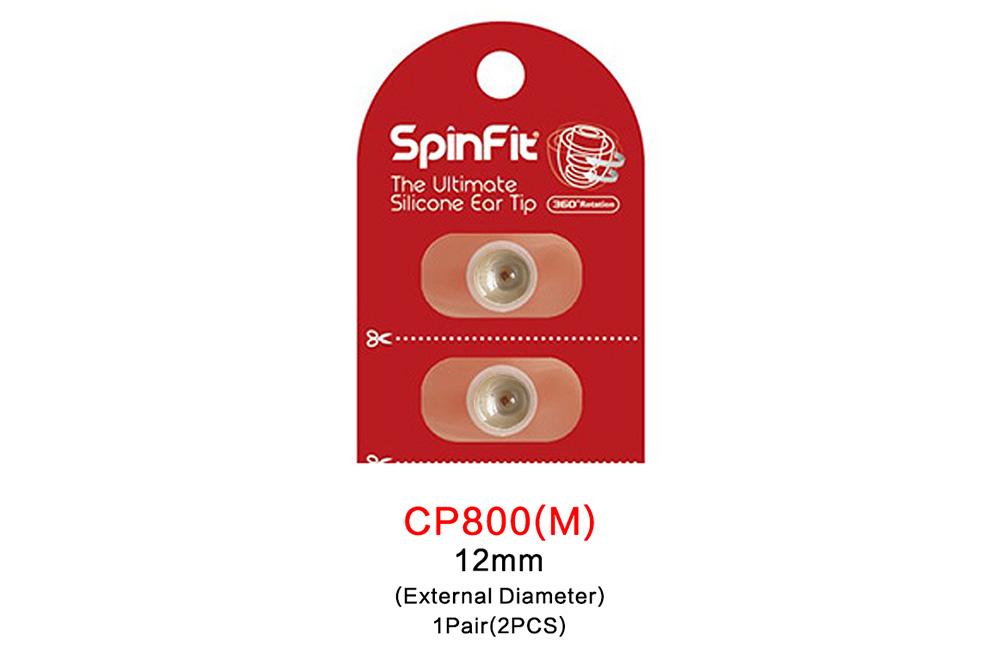 SpinFit®
The Ultimate
Silicone Ear Tip
360°Rotation
CP800(M)
12mm
(External Diameter)
1Pair(2PCS)